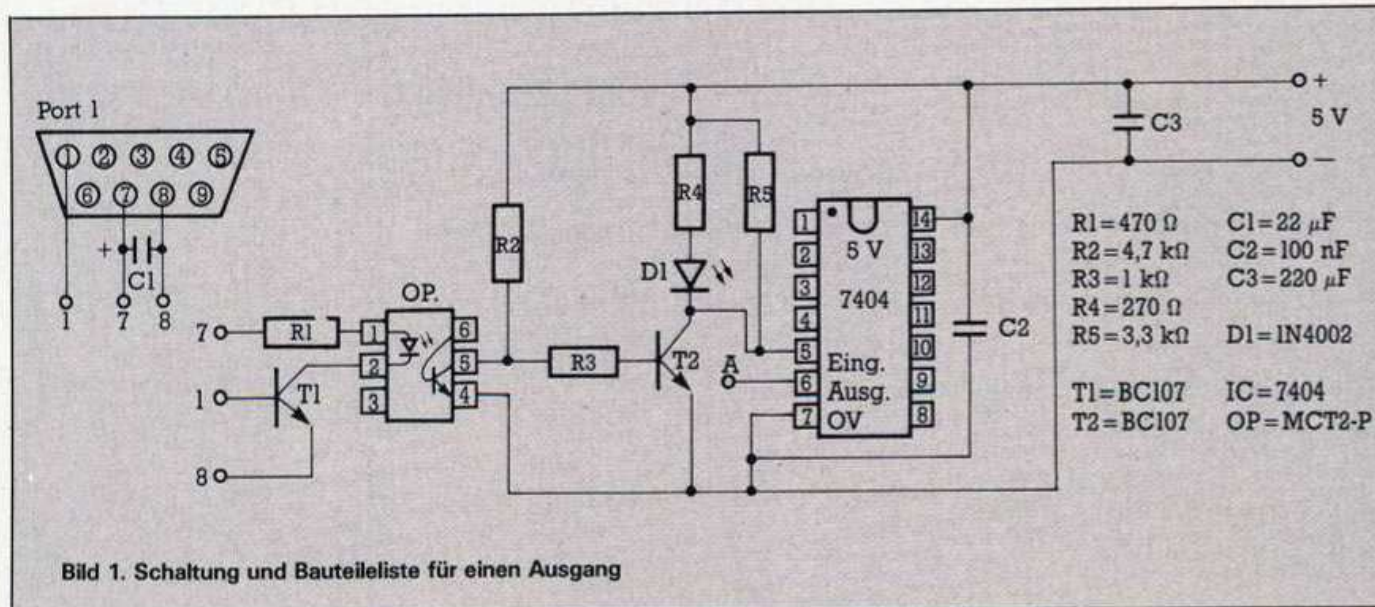 Port 1
1 2 3 4 5
6 7 8 9
+
C1
1 7 8
7
R1
1
T1
8
OP.
1
2
3
6
5
4
R2
R3
R4
R5
D1
T2
A
1
2
3
4
5 Eing.
6 Ausg.
7 OV
5 V
7404
14
13
12
11
10
9
8
C2
C3
+
5 V
–
R1=470 Ω C1=22 µF
R2=4,7 kΩ C2=100 nF
R3=1 kΩ C3=220 µF
R4=270 Ω
R5=3,3 kΩ D1=1N4002
T1=BC107 IC=7404
T2=BC107 OP=MCT2-P
Bild 1. Schaltung und Bauteileliste für einen Ausgang